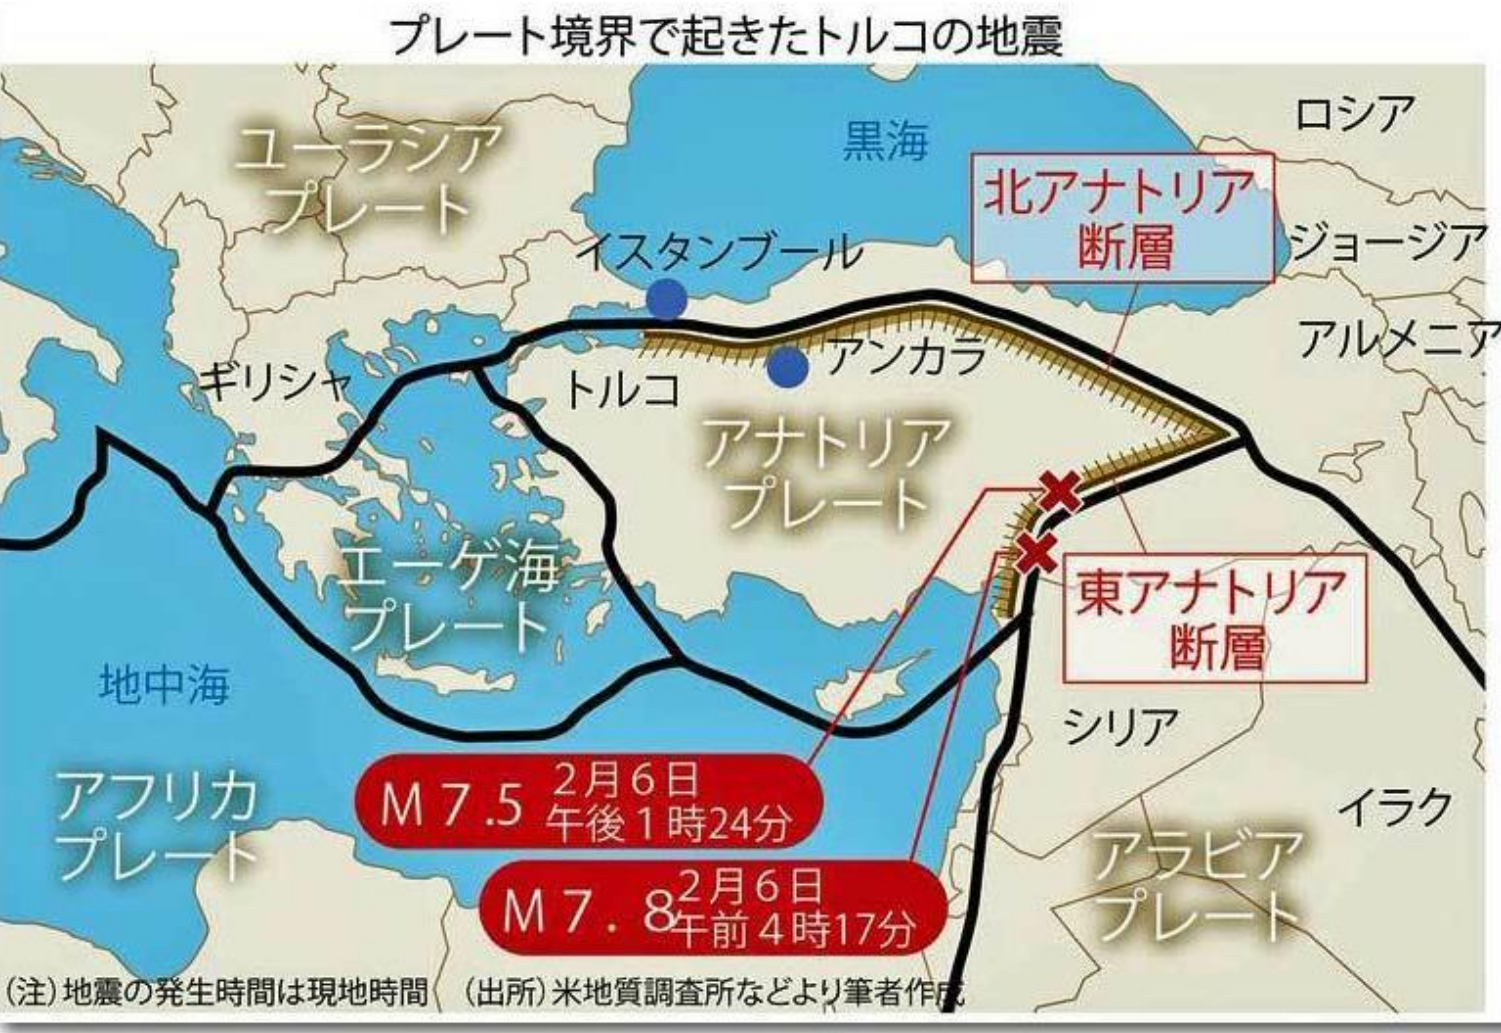 プレート境界で起きたトルコの地震
ロシア
黒海
ユーラシア
プレート
北アナトリア
断層
イスタンブール
ジョージア
アルメニア
アンカラ
ギリシャ
トルコ
アナトリア
プレート
エーゲ海
プレート
東アナトリア
断層
地中海
シリア
アフリカ
プレート
M 7.5
2月6日
午後1時24分
イラク
アラビア
プレート
M 7.8
2月6日
午前4時17分
(注)地震の発生時間は現地時間 (出所)米地質調査所などより筆者作成